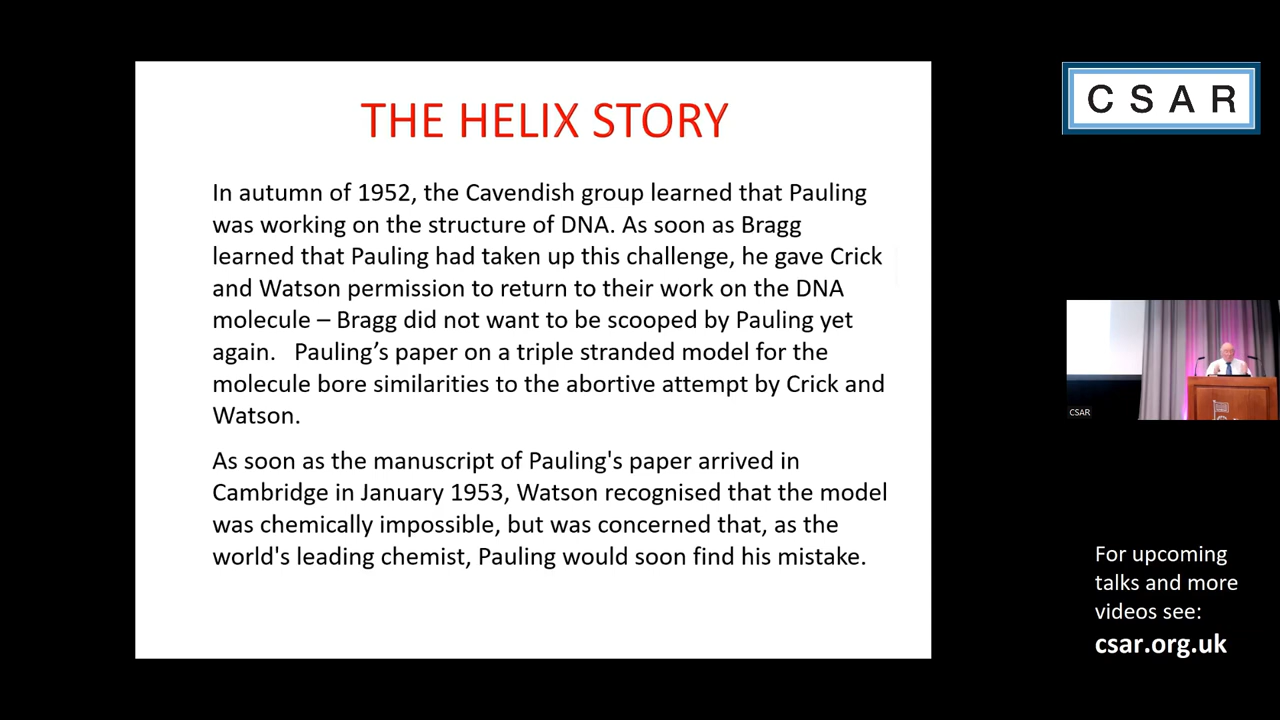 THE HELIX STORY
In autumn of 1952, the Cavendish group learned that Pauling
was working on the structure of DNA. As soon as Bragg
learned that Pauling had taken up this challenge, he gave Crick
and Watson permission to return to their work on the DNA
molecule – Bragg did not want to be scooped by Pauling yet
again.   Pauling’s paper on a triple stranded model for the
molecule bore similarities to the abortive attempt by Crick and
Watson.
As soon as the manuscript of Pauling's paper arrived in
Cambridge in January 1953, Watson recognised that the model
was chemically impossible, but was concerned that, as the
world's leading chemist, Pauling would soon find his mistake.
CSAR
CSAR
For upcoming
talks and more
videos see:
csar.org.uk